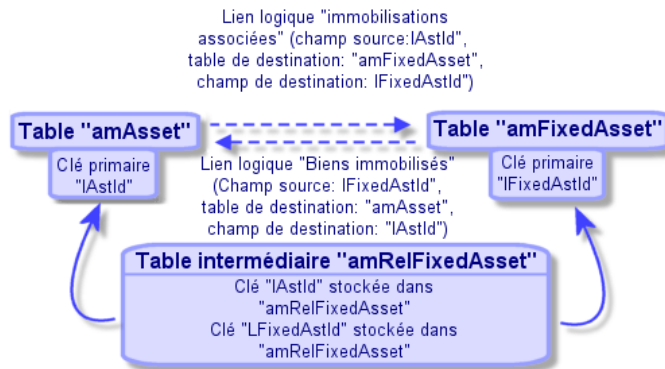 Lien logique "immobilisations
associées" (champ source:lAstId",
table de destination: "amFixedAsset",
champ de destination: lFixedAstId")
Table "amAsset"
Table "amFixedAsset"
Clé primaire
"lAstId"
Lien logique "Biens immobilisés"
(Champ source: lFixedAstId",
table de destination: "amAsset",
champ de destination: "lAstId")
Clé primaire
"lFixedAstId"
Table intermédiaire "amRelFixedAsset"
Clé "lAstId" stockée dans
"amRelFixedAsset"
Clé "LFixedAstId" stockée dans
"amRelFixedAsset"